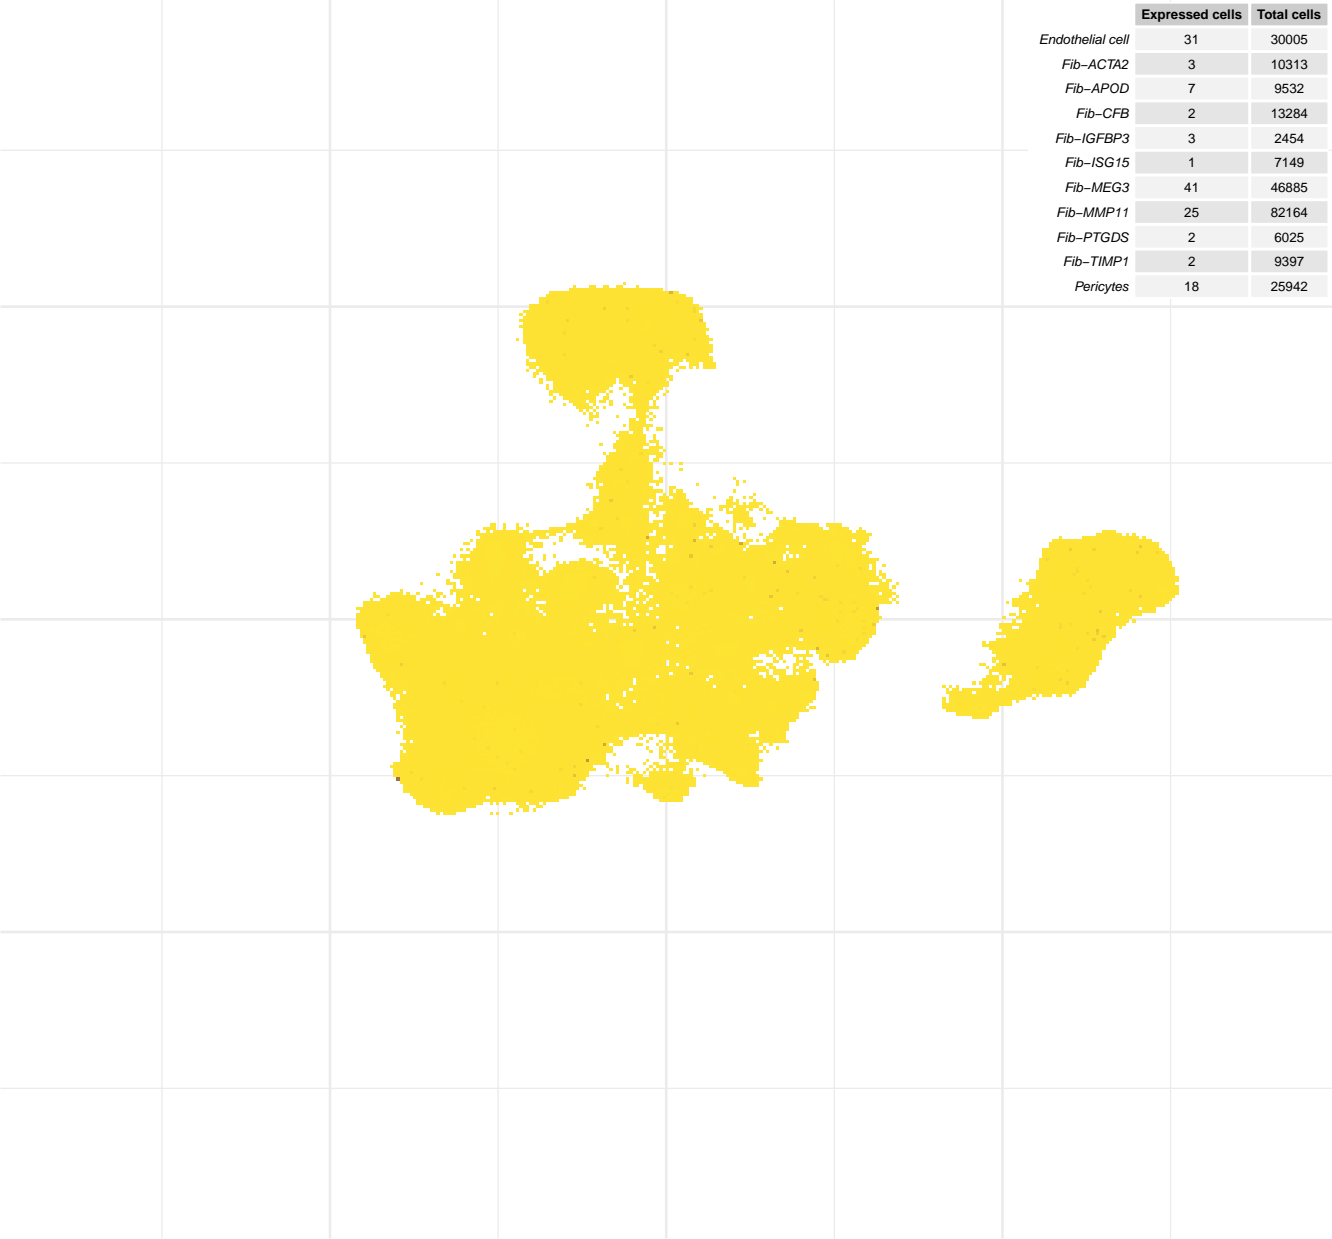 Expressed cells Total cells
Endothelial cell 31 30005
Fib−ACTA2 3 10313
Fib−APOD 7 9532
Fib−CFB 2 13284
Fib−IGFBP3 3 2454
Fib−ISG15 1 7149
Fib−MEG3 41 46885
Fib−MMP11 25 82164
Fib−PTGDS 2 6025
Fib−TIMP1 2 9397
Pericytes 18 25942